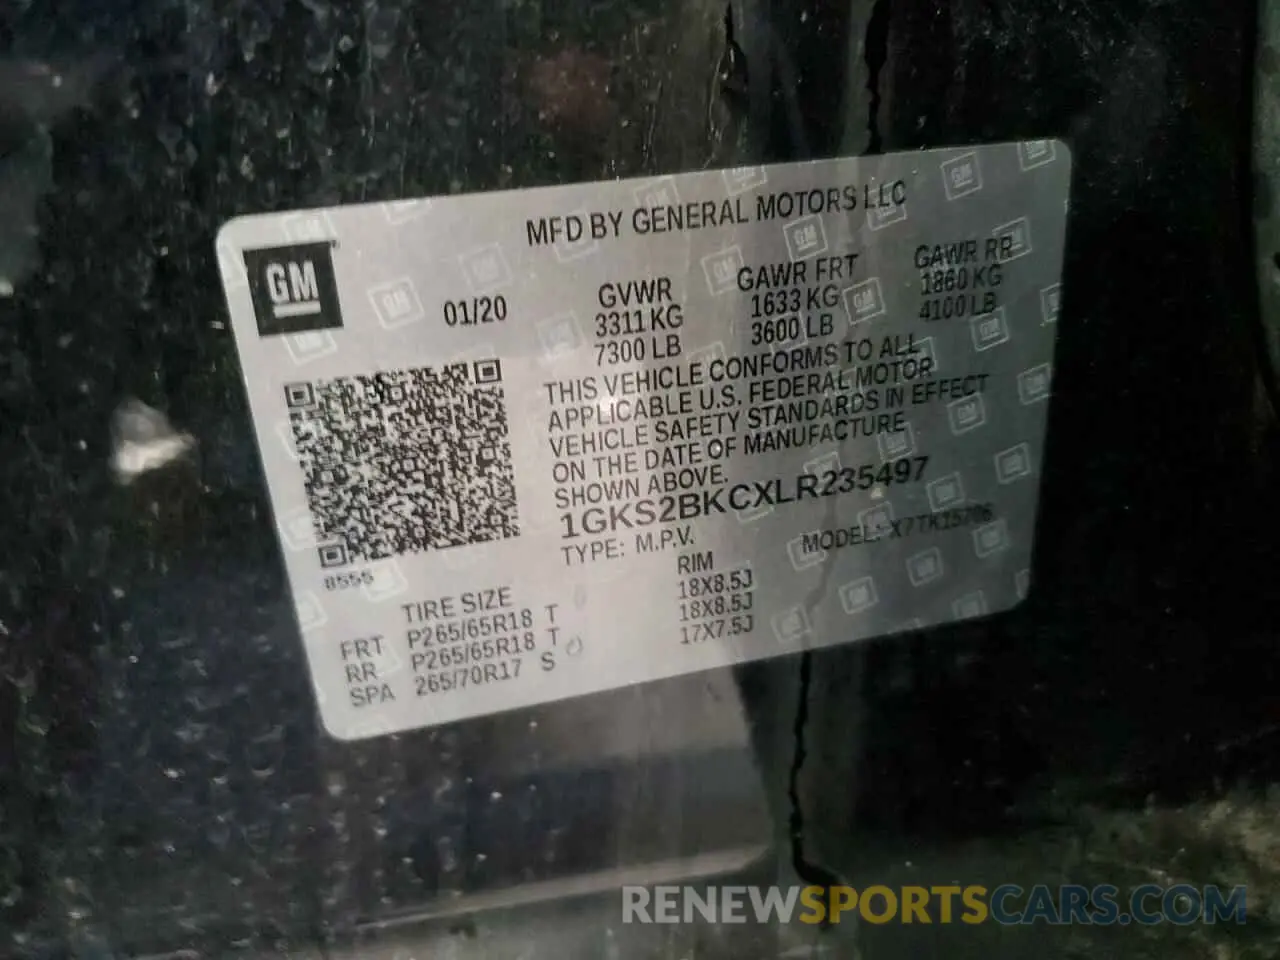 MFD BY GENERAL MOTORS LLC
GM
01/20
GVWR
3311 KG
7300 LB
GAWR FRT
1633 KG
3600 LB
GAWR RR
1860 KG
4100 LB
THIS VEHICLE CONFORMS TO ALL
APPLICABLE U.S. FEDERAL MOTOR
VEHICLE SAFETY STANDARDS IN EFFECT
ON THE DATE OF MANUFACTURE
SHOWN ABOVE.
1GKS2BKCXLR235497
TYPE: M.P.V.
MODEL:
8555
TIRE SIZE
RIM
FRT P265/65R18 T 18X8.5J
RR P265/65R18 T 18X8.5J
SPA 265/70R17 S 17X7.5J
RENEWSPORTSCARS.COM